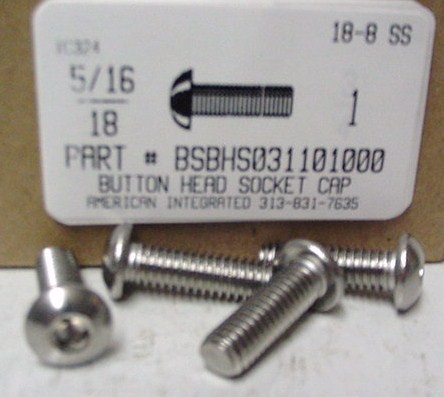 18-8 SS
5/16
18
1
PART # BSBHS031101000
BUTTON HEAD SOCKET CAP
AMERICAN INTEGRATED 313-831-7635